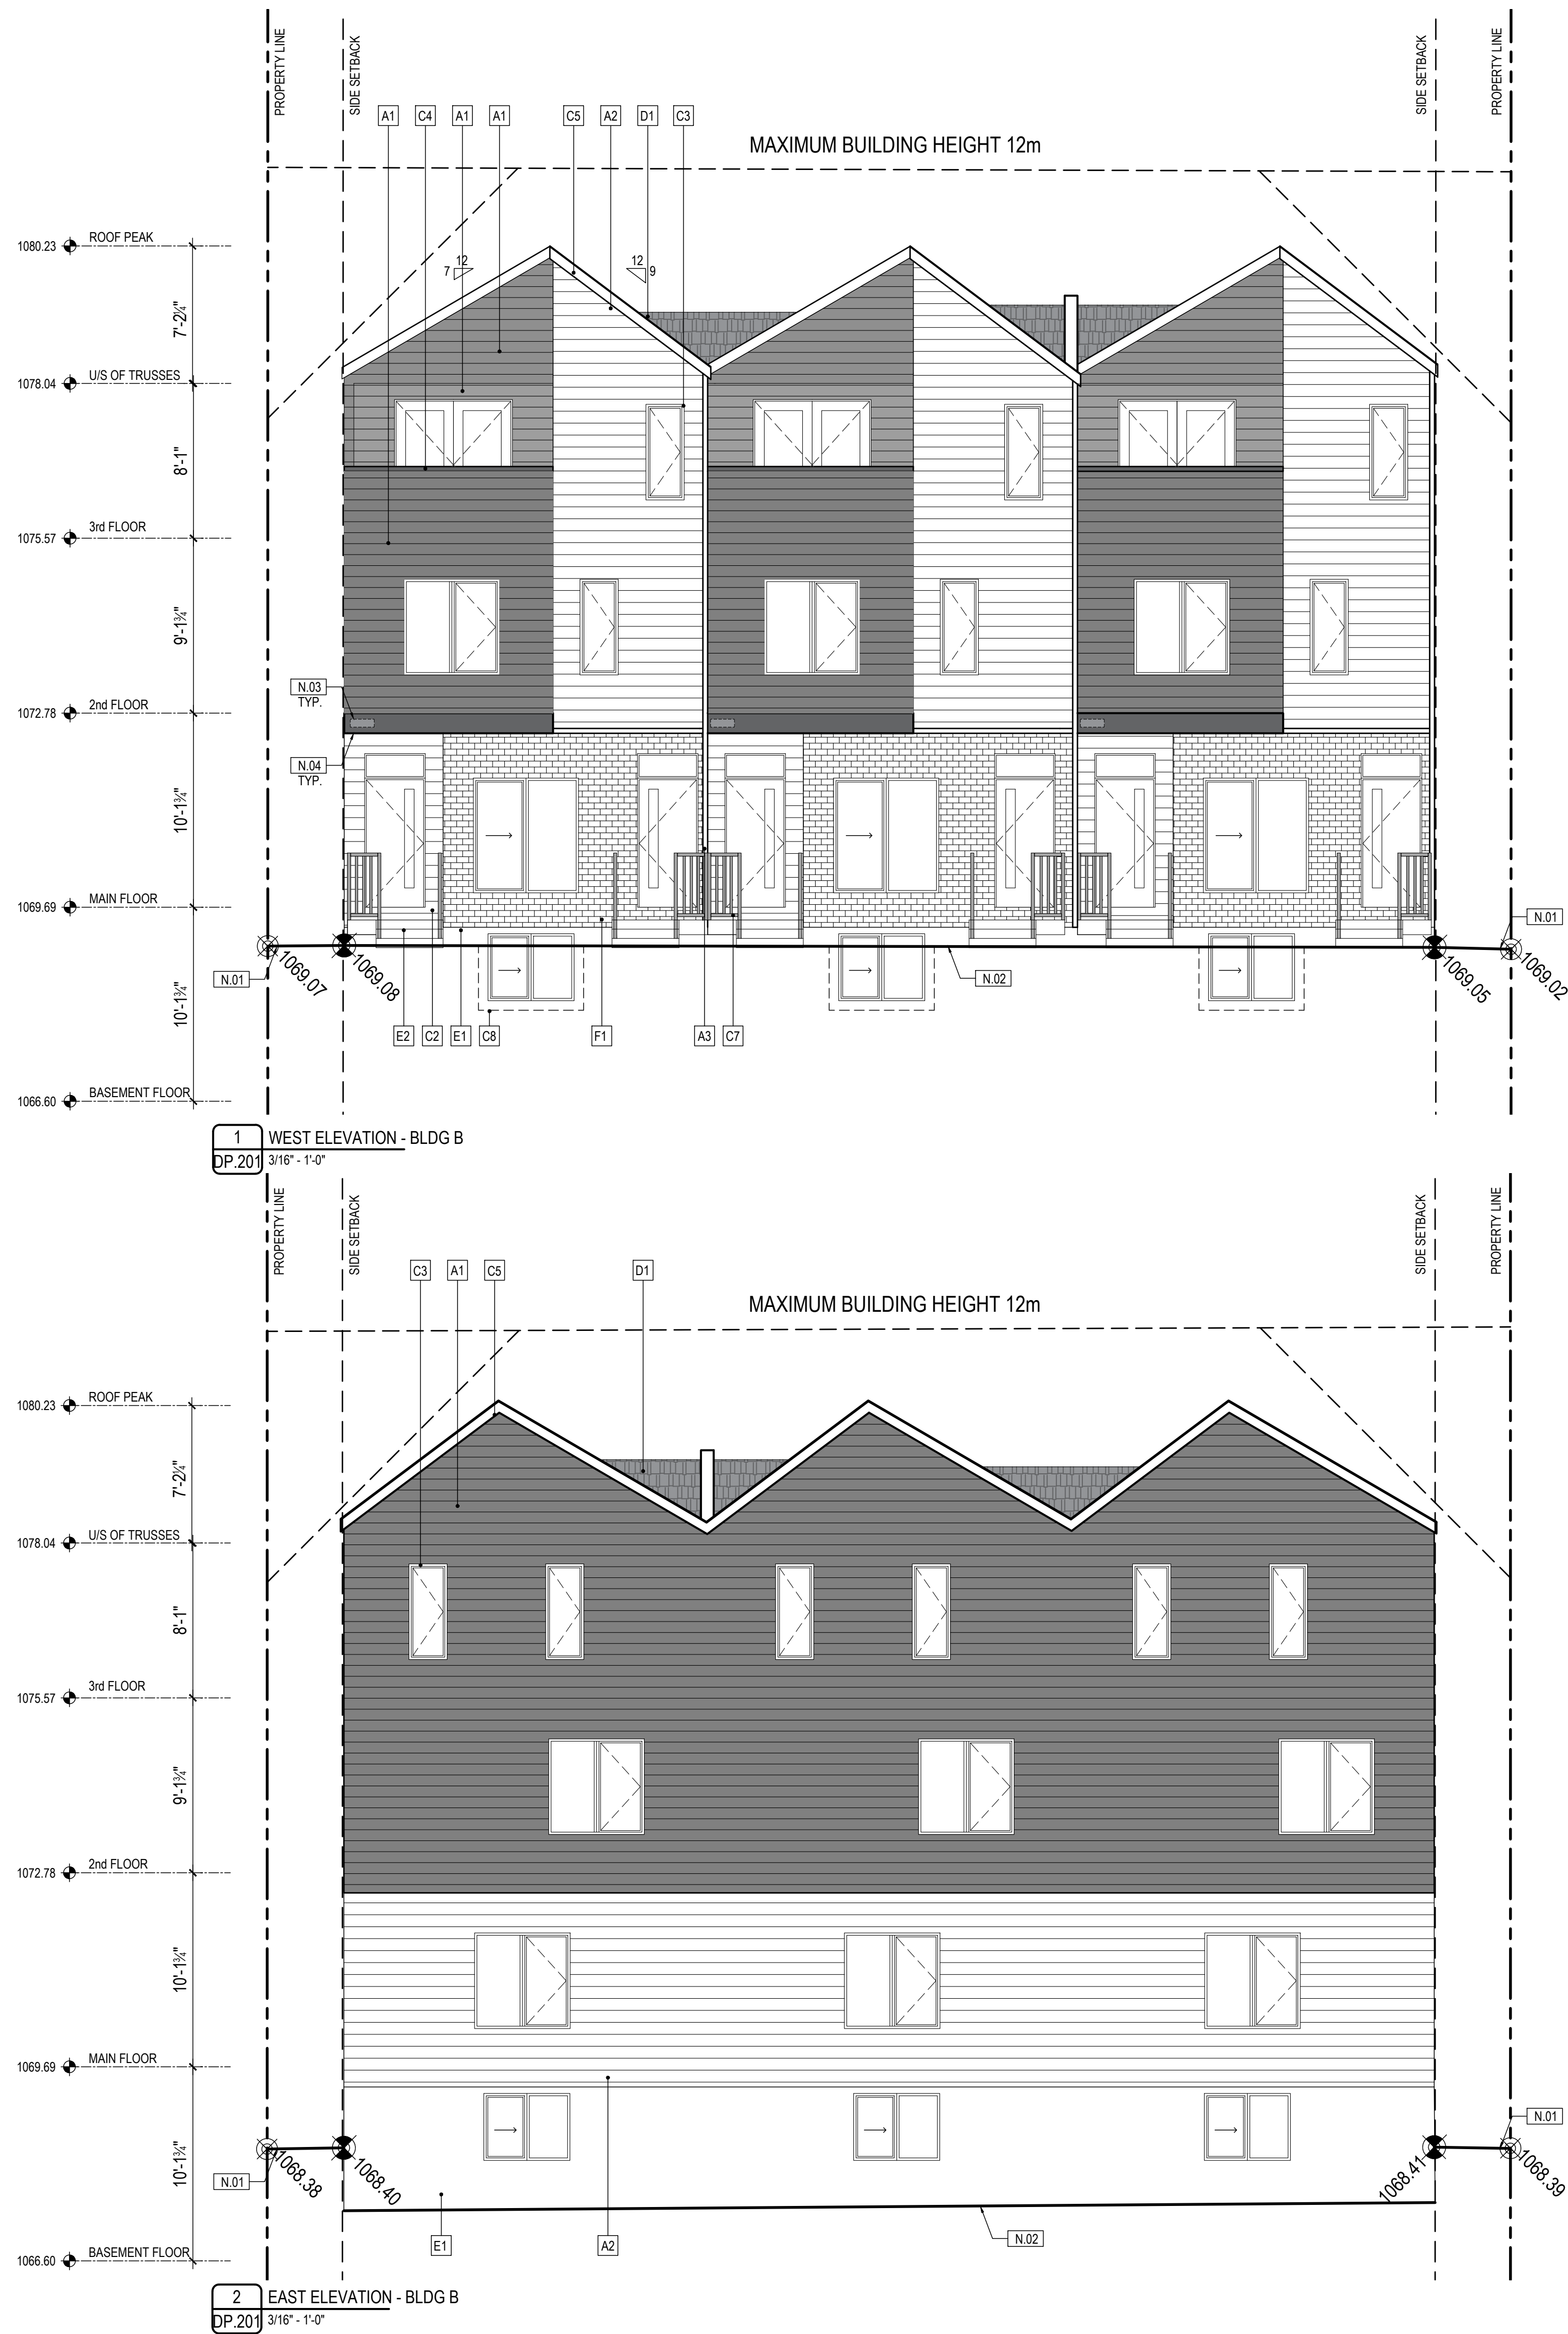 PROPERTY LINE
SIDE SETBACK
SIDE SETBACK
PROPERTY LINE
A1
C4
A1
A1
C5
A2
D1
C3
MAXIMUM BUILDING HEIGHT 12m
1080.23
ROOF PEAK
12
7
12
9
7'-2¼"
1078.04
U/S OF TRUSSES
8'-1"
1075.57
3rd FLOOR
9'-1¾"
N.03
TYP.
1072.78
2nd FLOOR
N.04
TYP.
10'-1¾"
1069.69
MAIN FLOOR
N.01
1069.07
1069.08
1069.05
1069.02
N.01
N.02
10'-1¾"
E2
C2
E1
C8
F1
A3
C7
1066.60
BASEMENT FLOOR
1
WEST ELEVATION - BLDG B
DP.201
3/16" - 1'-0"
PROPERTY LINE
SIDE SETBACK
SIDE SETBACK
PROPERTY LINE
C3
A1
C5
D1
MAXIMUM BUILDING HEIGHT 12m
1080.23
ROOF PEAK
7'-2¼"
1078.04
U/S OF TRUSSES
8'-1"
1075.57
3rd FLOOR
9'-1¾"
1072.78
2nd FLOOR
10'-1¾"
1069.69
MAIN FLOOR
N.01
1068.38
1068.40
1068.41
1068.39
N.01
10'-1¾"
E1
A2
N.02
1066.60
BASEMENT FLOOR
2
EAST ELEVATION - BLDG B
DP.201
3/16" - 1'-0"